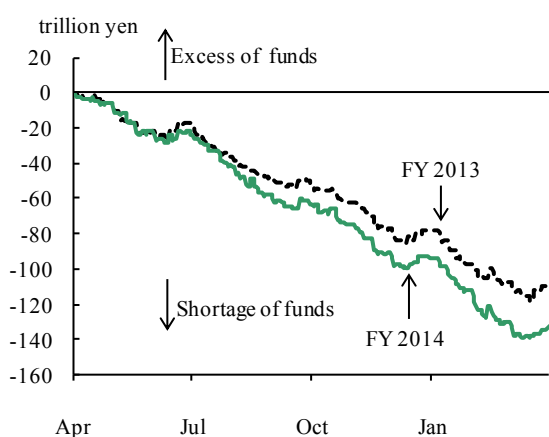 trillion yen
20
Excess of funds
0
-20
-40
FY 2013
-60
-80
-100
Shortage of funds
-120
FY 2014
-140
-160
Apr Jul Oct Jan